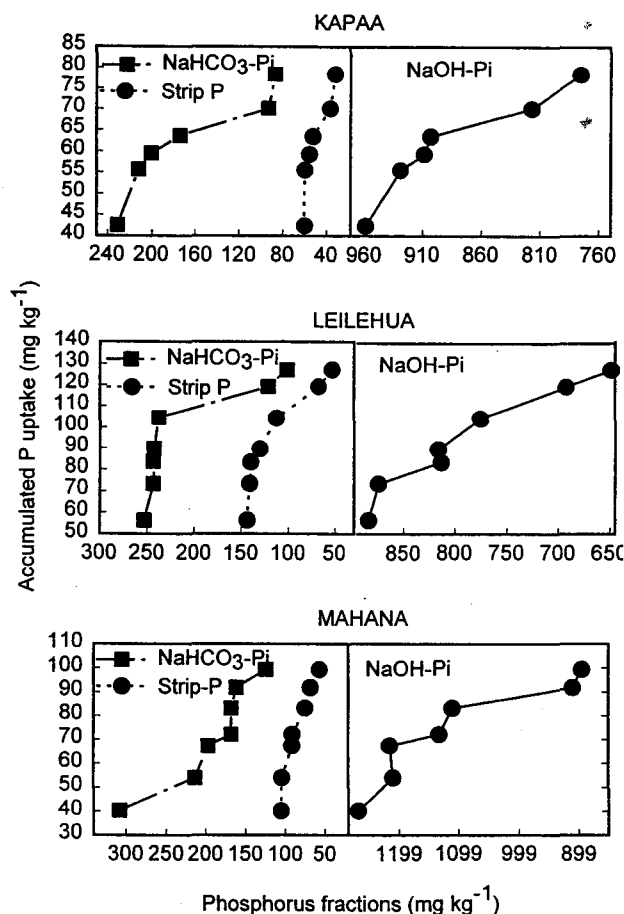 KAPAA
85
80
75
70
65
60
55
50
45
40
NaHCO3-Pi
Strip P
NaOH-Pi
240 200 160 120 80 40 960 910 860 810 760
LEILEHUA
140
130
120
110
100
90
80
70
60
50
NaHCO3-Pi
Strip P
NaOH-Pi
300 250 200 150 100 50 850 800 750 700 650
MAHANA
110
100
90
80
70
60
50
40
30
NaHCO3-Pi
Strip-P
NaOH-Pi
300 250 200 150 100 50 1199 1099 999 899
Accumulated P uptake (mg kg⁻¹)
Phosphorus fractions (mg kg⁻¹)